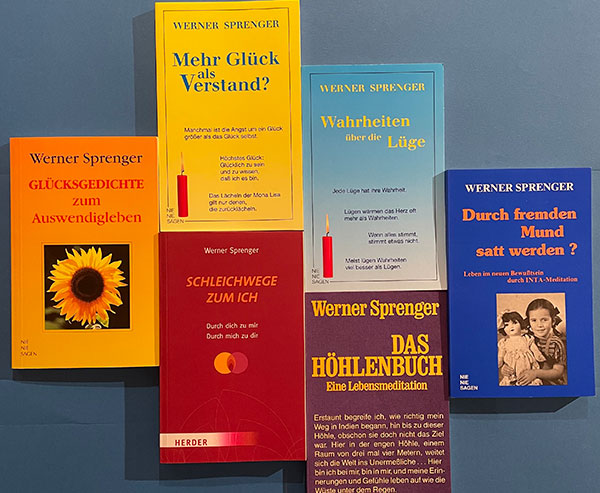 WERNER SPRENGER
Mehr Glück
als
Verstand?
Manchmal ist die Angst um ein Glück
größer als das Glück selbst.
Höchstes Glück:
Glücklich zu sein
und zu wissen,
daß ich es bin.
Das Lächeln der Mona Lisa
gilt nur denen,
die zurücklächeln.
NIE
NIE
SAGEN
WERNER SPRENGER
Wahrheiten
über die
Lüge
Jede Lüge hat ihre Wahrheit.
Lügen wärmen das Herz oft
mehr als Wahrheiten.
Wenn alles stimmt,
stimmt etwas nicht.
Meist lügen Wahrheiten
viel besser als Lügen.
NIE
NIE
SAGEN
Werner Sprenger
GLÜCKSGEDICHTE
zum
Auswendigleben
NIE
NIE
SAGEN
WERNER SPRENGER
Durch fremden
Mund
satt werden ?
Leben im neuen Bewußtsein
durch INTA-Meditation
NIE
NIE
SAGEN
Werner Sprenger
SCHLEICHWEGE
ZUM ICH
Durch dich zu mir
Durch mich zu dir
HERDER
Werner Sprenger
DAS
HÖHLENBUCH
Eine Lebensmeditation
Erstaunt begreife ich, wie richtig mein
Weg in Indien begann, hin bis zu dieser
Höhle, obschon sie doch nicht das Ziel
war. Hier in der engen Höhle, einem
Raum von drei mal vier Metern, weitet
sich die Welt ins Unermeßliche . . . Hier
bin ich bei mir, bin in mir, und meine Erin-
nerungen und Gefühle leben auf wie die
Wüste unter dem Regen.